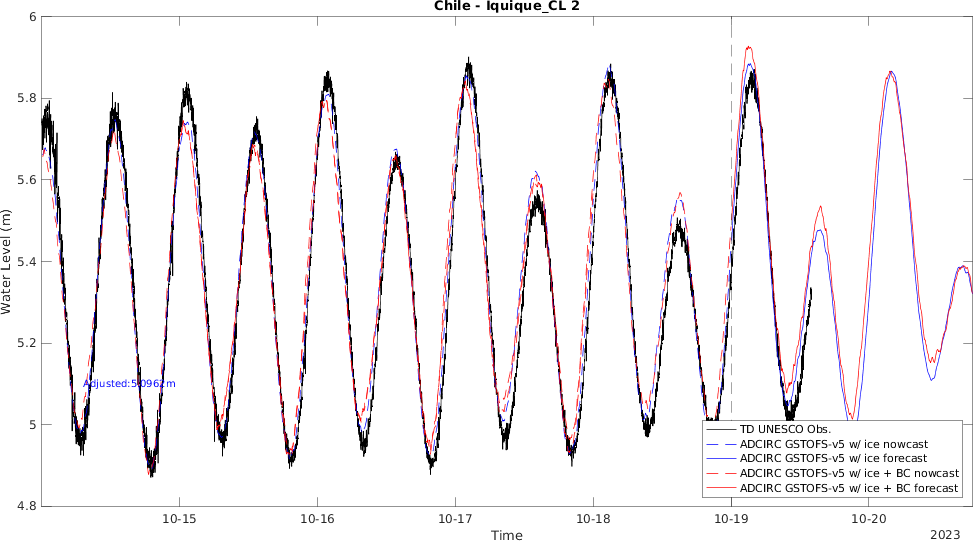 Chile - Iquique_CL 2
6
5.8
5.6
5.4
5.2
5
4.8
Water Level (m)
Adjusted:5.0962m
TD UNESCO Obs.
ADCIRC GSTOFS-v5 w/ ice nowcast
ADCIRC GSTOFS-v5 w/ ice forecast
ADCIRC GSTOFS-v5 w/ ice + BC nowcast
ADCIRC GSTOFS-v5 w/ ice + BC forecast
10-15 10-16 10-17 10-18 10-19 10-20
Time
2023